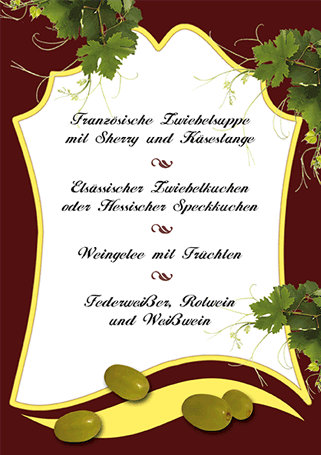 Französische Zwiebelsuppe
mit Sherry und Käsestange
Elsässischer Zwiebelkuchen
oder Hessischer Speckkuchen
Weingelee mit Früchten
Federweißer, Rotwein
und Weißwein